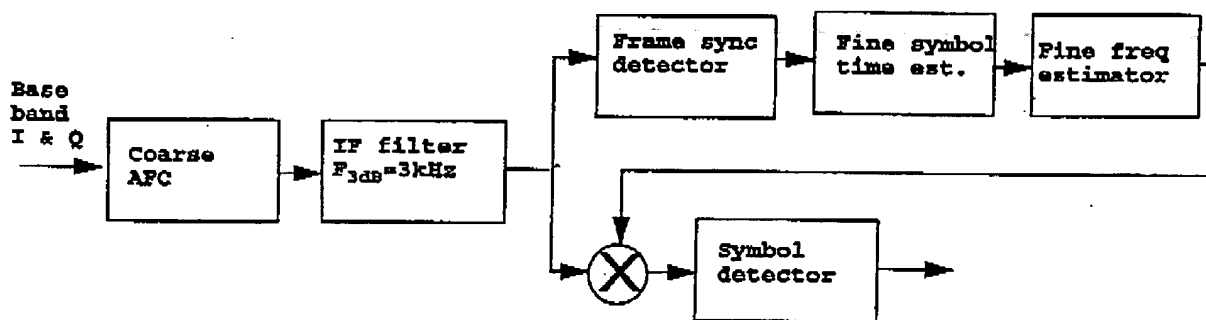 Base
band
I & Q
Coarse
AFC
IF filter
F3dB=3kHz
Frame sync
detector
Fine symbol
time est.
Fine freq
estimator
Symbol
detector